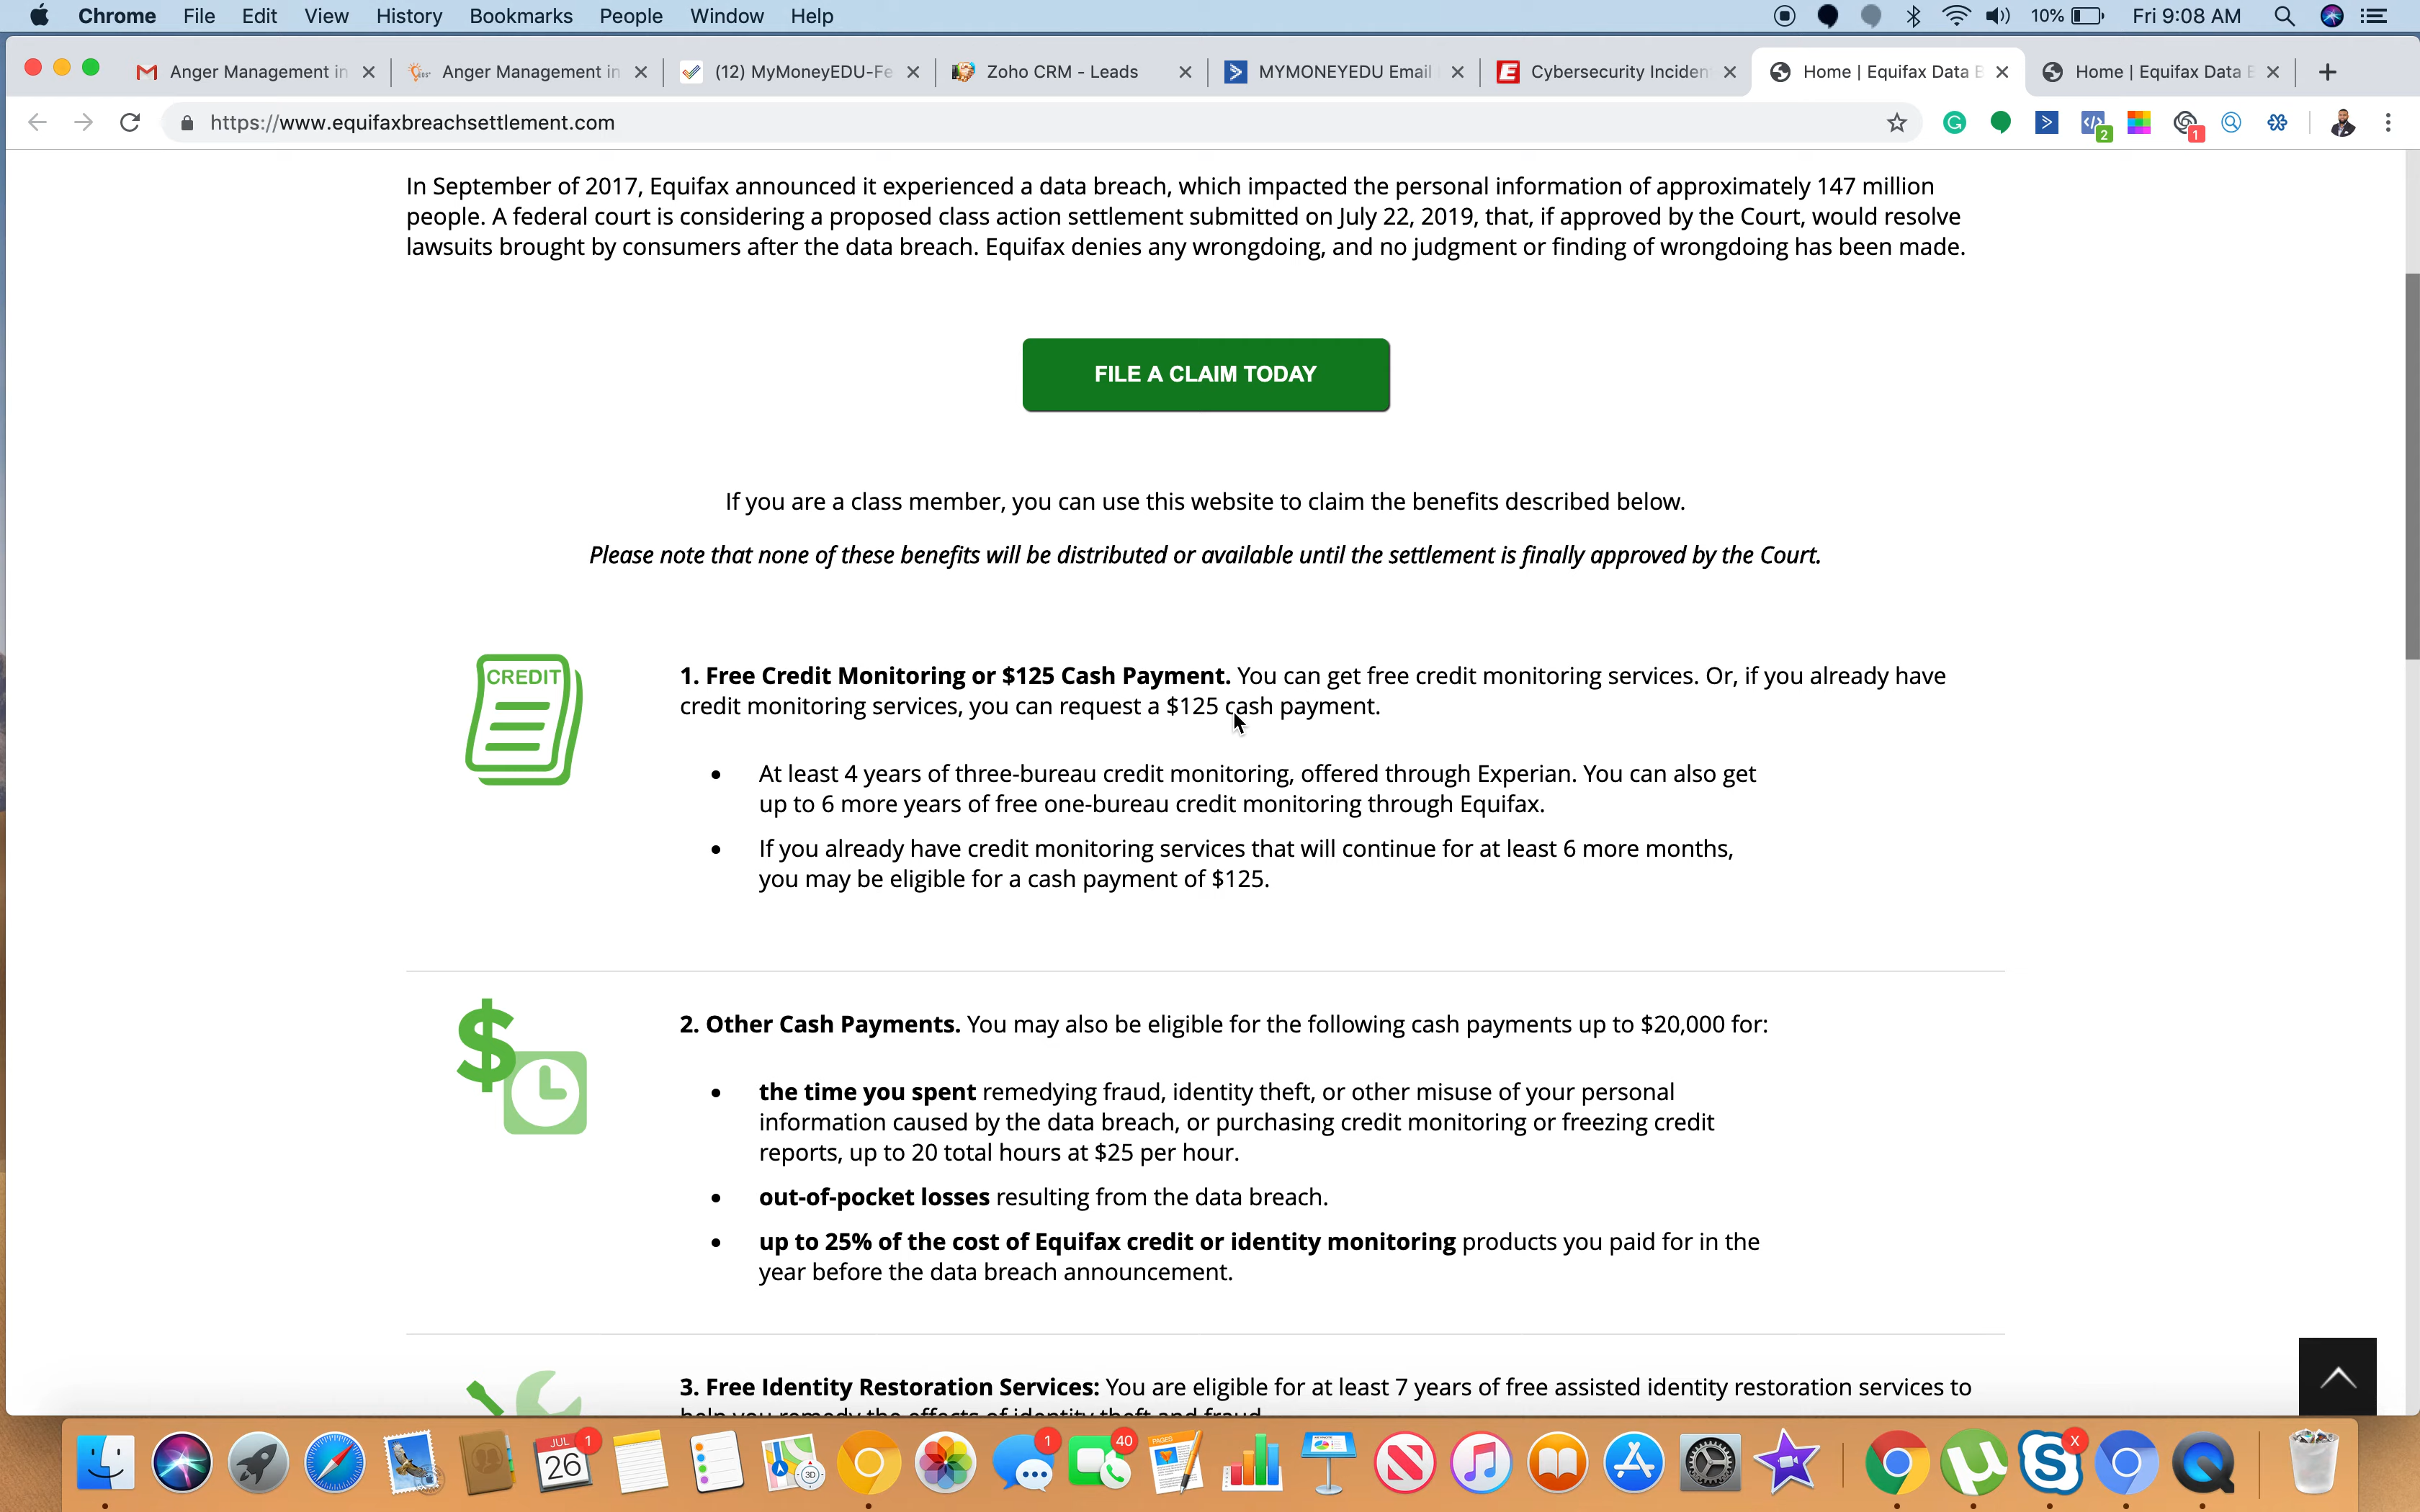 Chrome File Edit View History Bookmarks People Window Help 10% Fri 9:08 AM
Anger Management in Anger Management in (12) MyMoneyEDU-Fe Zoho CRM - Leads MYMONEYEDU Email Cybersecurity Inciden Home | Equifax Data B Home | Equifax Data B
https://www.equifaxbreachsettlement.com 2 1
In September of 2017, Equifax announced it experienced a data breach, which impacted the personal information of approximately 147 million
people. A federal court is considering a proposed class action settlement submitted on July 22, 2019, that, if approved by the Court, would resolve
lawsuits brought by consumers after the data breach. Equifax denies any wrongdoing, and no judgment or finding of wrongdoing has been made.
FILE A CLAIM TODAY
If you are a class member, you can use this website to claim the benefits described below.
Please note that none of these benefits will be distributed or available until the settlement is finally approved by the Court.
CREDIT
1. Free Credit Monitoring or $125 Cash Payment. You can get free credit monitoring services. Or, if you already have
credit monitoring services, you can request a $125 cash payment.
• At least 4 years of three-bureau credit monitoring, offered through Experian. You can also get
up to 6 more years of free one-bureau credit monitoring through Equifax.
• If you already have credit monitoring services that will continue for at least 6 more months,
you may be eligible for a cash payment of $125.
$
2. Other Cash Payments. You may also be eligible for the following cash payments up to $20,000 for:
• the time you spent remedying fraud, identity theft, or other misuse of your personal
information caused by the data breach, or purchasing credit monitoring or freezing credit
reports, up to 20 total hours at $25 per hour.
• out-of-pocket losses resulting from the data breach.
• up to 25% of the cost of Equifax credit or identity monitoring products you paid for in the
year before the data breach announcement.
3. Free Identity Restoration Services: You are eligible for at least 7 years of free assisted identity restoration services to
help you remedy the effects of identity theft and fraud.
JUL 26 1 3D 1 40 PAGES X